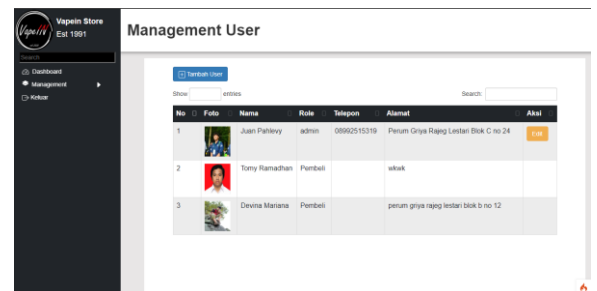 VapeIN
Vapein Store
Est 1991
Search
Dashboard
Management
Keluar
Management User
Tambah User
Show entries
Search:
No Foto Nama Role Telepon Alamat Aksi
1 Juan Pahlevy admin 08992515319 Perum Griya Rajeg Lestari Blok C no 24 Edit
2 Tomy Ramadhan Pembeli wkwk
3 Devina Mariana Pembeli perum griya rajeg lestari blok b no 12